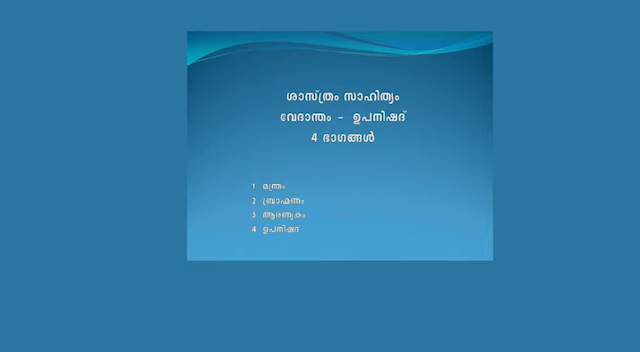 ശാസ്ത്രം സാഹിത്യം
വേദാന്തം - ഉപനിഷദ്
4 ഭാഗങ്ങൾ
1 മന്ത്രം
2 ബ്രാഹ്മണം
3 ആരണ്യകം
4 ഉപനിഷദ്